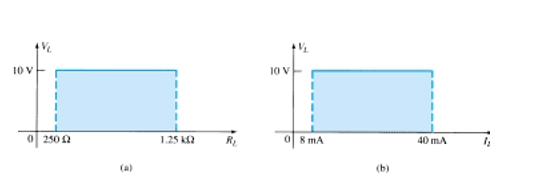 V_L V_L
10 V 10 V
0 250 Ω 1.25 kΩ R_L 0 8 mA 40 mA I_L
(a) (b)